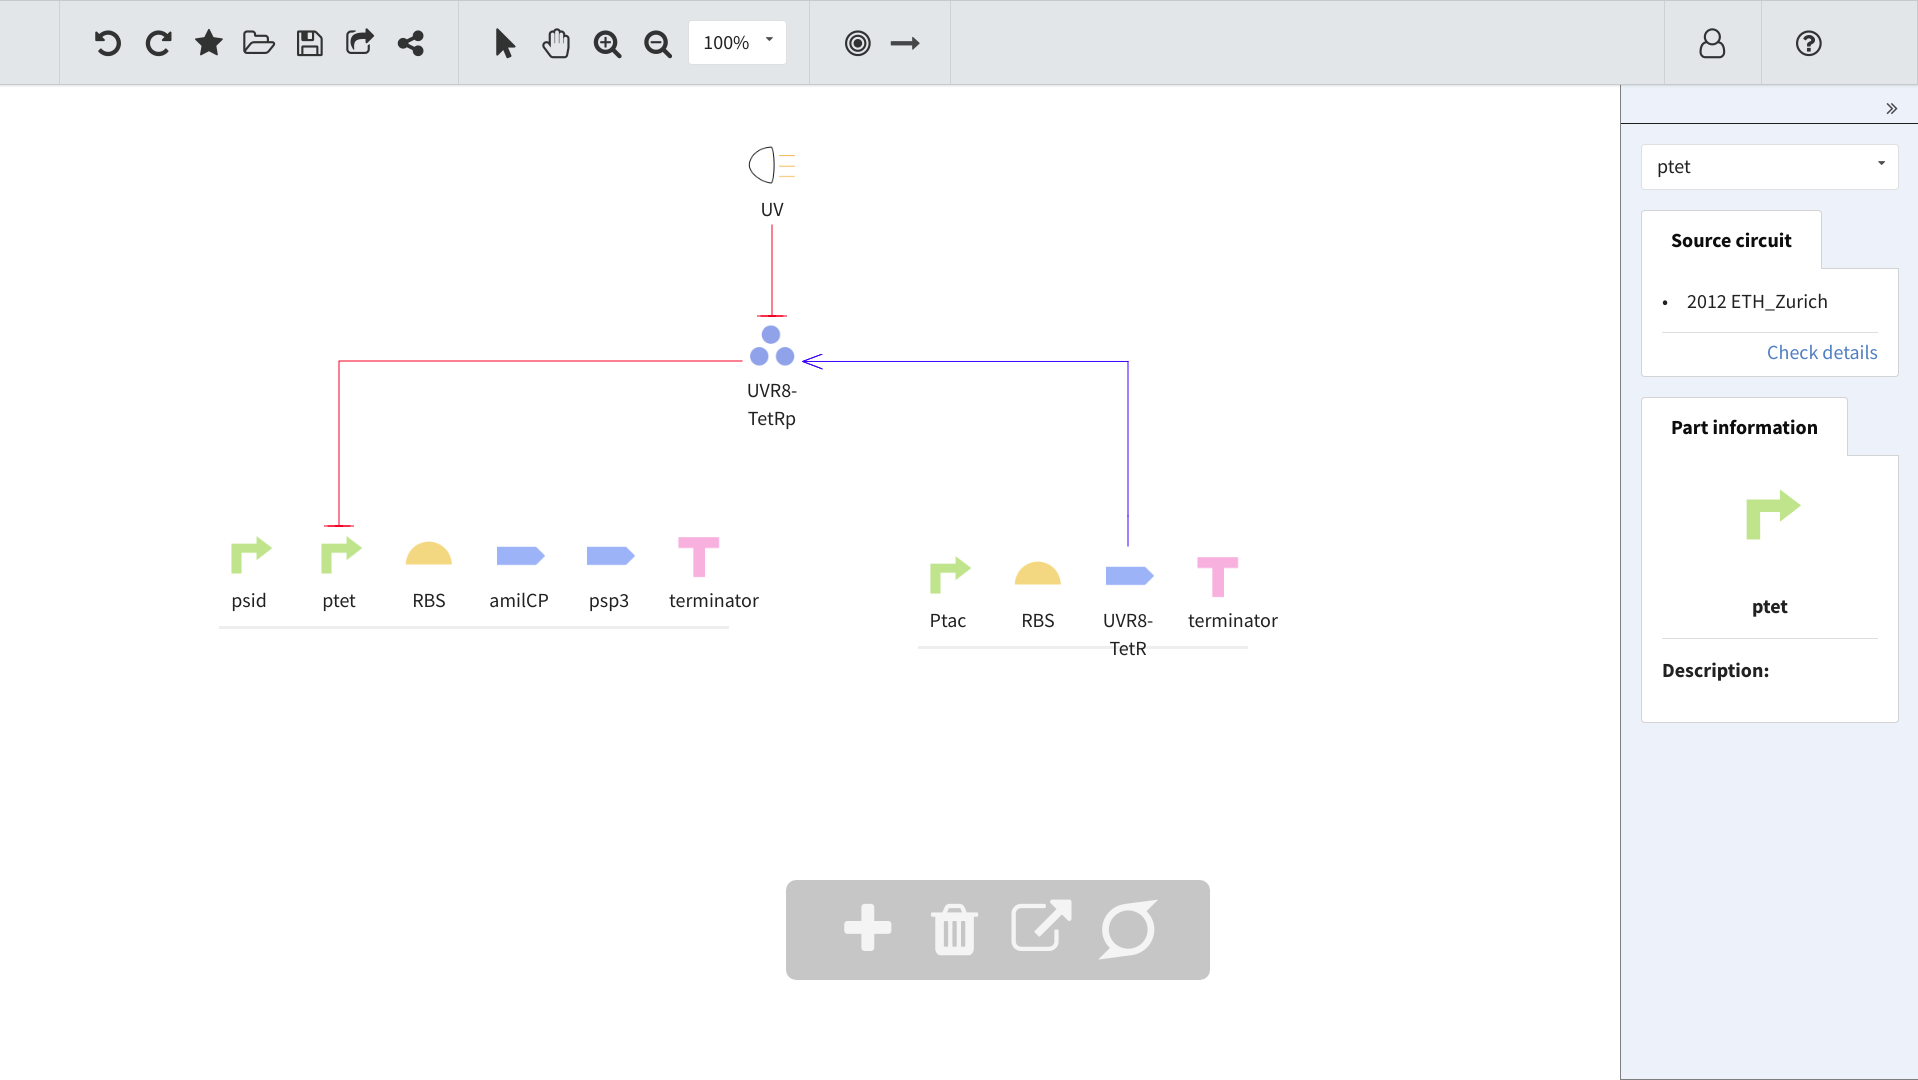 100%
ptet
Source circuit
• 2012 ETH_Zurich
Check details
Part information
ptet
Description:
UV
UVR8-
TetRp
psid
ptet
RBS
amilCP
psp3
terminator
Ptac
RBS
UVR8-
TetR
terminator